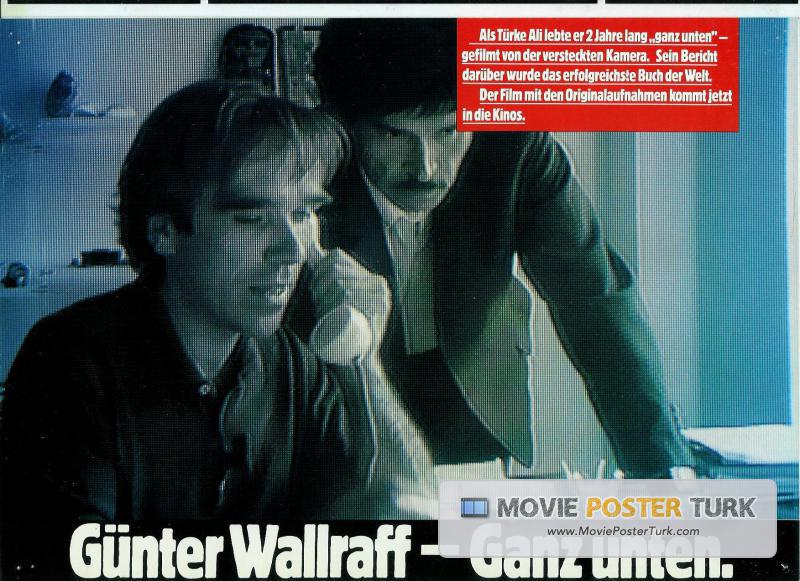 Als Türke Ali lebte er 2 Jahre lang „ganz unten“ –
gefilmt von der versteckten Kamera. Sein Bericht
darüber wurde das erfolgreichste Buch der Welt.
Der Film mit den Originalaufnahmen kommt jetzt
in die Kinos.
MOVIE POSTER TURK
www.MoviePosterTurk.com
Günter Wallraff – Ganz unten.